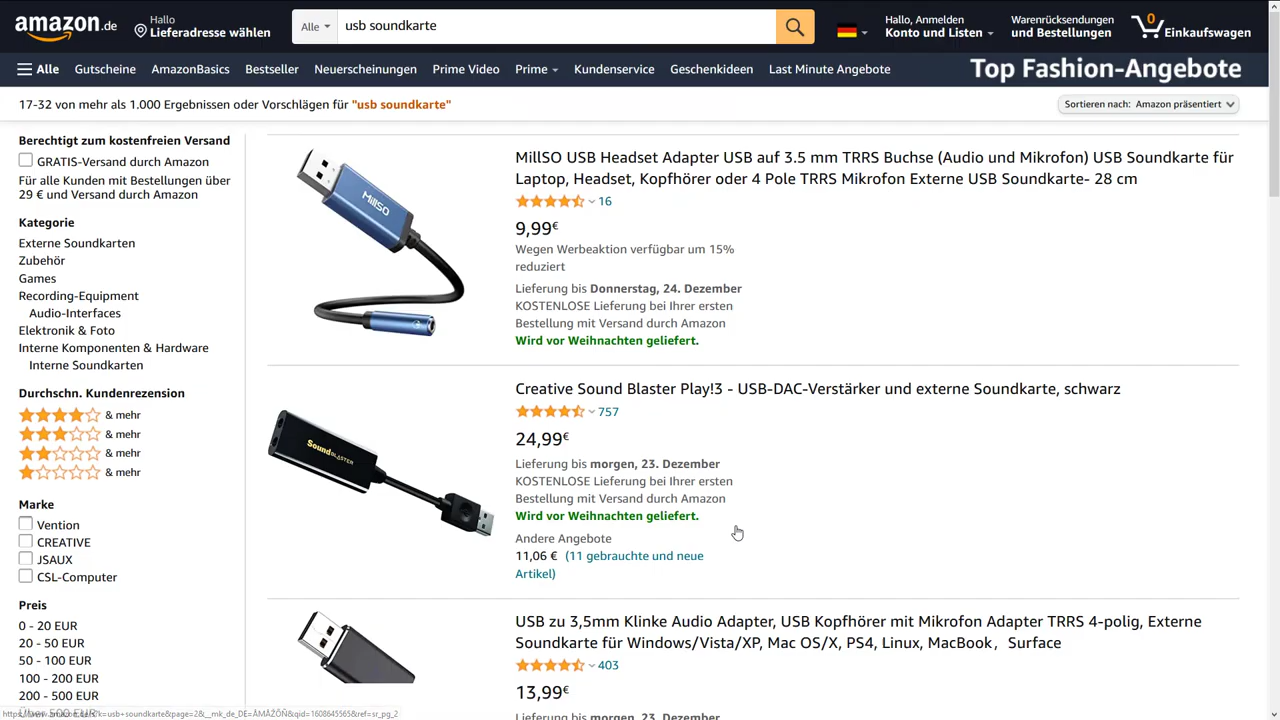 amazon.de
Hallo
Lieferadresse wählen
Alle
usb soundkarte
Hallo, Anmelden
Konto und Listen
Warenrücksendungen
und Bestellungen
0
Einkaufswagen
Alle
Gutscheine
AmazonBasics
Bestseller
Neuerscheinungen
Prime Video
Prime
Kundenservice
Geschenkideen
Last Minute Angebote
Top Fashion-Angebote
17-32 von mehr als 1.000 Ergebnissen oder Vorschlägen für "usb soundkarte"
Sortieren nach: Amazon präsentiert
Berechtigt zum kostenfreien Versand
GRATIS-Versand durch Amazon
Für alle Kunden mit Bestellungen über
29 € und Versand durch Amazon
Kategorie
Externe Soundkarten
Zubehör
Games
Recording-Equipment
Audio-Interfaces
Elektronik & Foto
Interne Komponenten & Hardware
Interne Soundkarten
Durchschn. Kundenrezension
& mehr
& mehr
& mehr
& mehr
Marke
Vention
CREATIVE
JSAUX
CSL-Computer
Preis
0 - 20 EUR
20 - 50 EUR
50 - 100 EUR
100 - 200 EUR
200 - 500 EUR
MillSO
MillSO USB Headset Adapter USB auf 3.5 mm TRRS Buchse (Audio und Mikrofon) USB Soundkarte für
Laptop, Headset, Kopfhörer oder 4 Pole TRRS Mikrofon Externe USB Soundkarte- 28 cm
16
9,99€
Wegen Werbeaktion verfügbar um 15%
reduziert
Lieferung bis Donnerstag, 24. Dezember
KOSTENLOSE Lieferung bei Ihrer ersten
Bestellung mit Versand durch Amazon
Wird vor Weihnachten geliefert.
Sound BLASTER
Creative Sound Blaster Play!3 - USB-DAC-Verstärker und externe Soundkarte, schwarz
757
24,99€
Lieferung bis morgen, 23. Dezember
KOSTENLOSE Lieferung bei Ihrer ersten
Bestellung mit Versand durch Amazon
Wird vor Weihnachten geliefert.
Andere Angebote
11,06 € (11 gebrauchte und neue
Artikel)
USB zu 3,5mm Klinke Audio Adapter, USB Kopfhörer mit Mikrofon Adapter TRRS 4-polig, Externe
Soundkarte für Windows/Vista/XP, Mac OS/X, PS4, Linux, MacBook，Surface
403
13,99€
Lieferung bis morgen, 23. Dezember